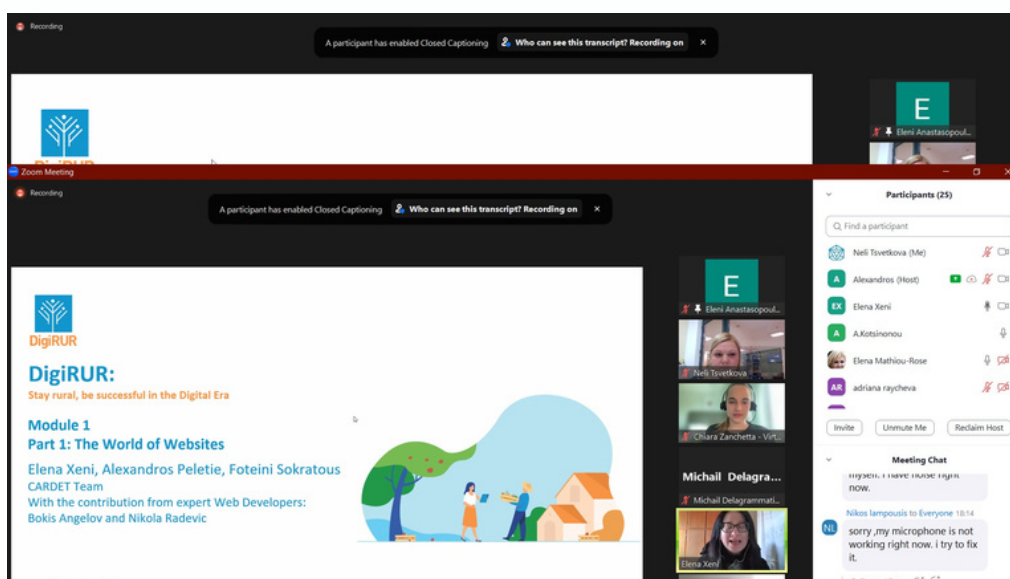 Recording
A participant has enabled Closed Captioning Who can see this transcript? Recording on
E
Eleni Anastasopoul...
DigiRUR
Zoom Meeting
Recording
A participant has enabled Closed Captioning Who can see this transcript? Recording on
DigiRUR
DigiRUR:
Stay rural, be successful in the Digital Era
Module 1
Part 1: The World of Websites
Elena Xeni, Alexandros Peletie, Foteini Sokratous
CARDET Team
With the contribution from expert Web Developers:
Bokis Angelov and Nikola Radevic
E
Eleni Anastasopoul...
Neli Tsvetkova
Chiara Zanchetta - Virt...
Michail Delagra...
Michail Delagrammati...
Elena Xeni
Participants (25)
Find a participant
Neli Tsvetkova (Me)
A Alexandros (Host)
EX Elena Xeni
A A.Kotsinonou
Elena Mathiou-Rose
AR adriana raycheva
Invite Unmute Me Reclaim Host
Meeting Chat
myself. I have noise right
now.
Nikos lampousis to Everyone 18:14
NL
sorry ,my microphone is not
working right now. i try to fix
it.